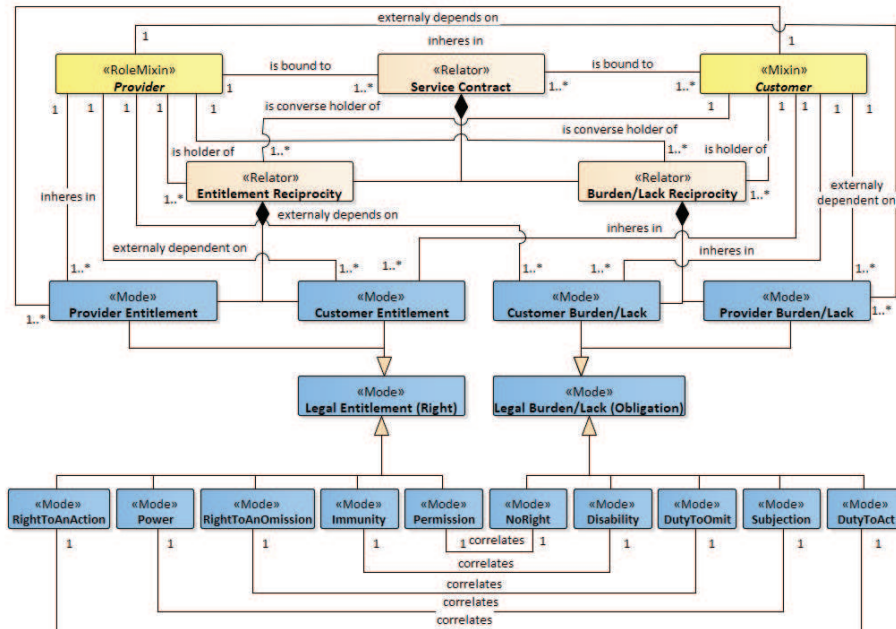 externaly depends on
1
inheres in
1
«RoleMixin»
Provider
is bound to
1
1..*
«Relator»
Service Contract
is bound to
1..*
1..*
«Mixin»
Customer
1
1
1
1
1
1
1
1
1
1
is converse holder of
is converse holder of
is holder of
1..*
1..*
is holder of
«Relator»
Entitlement Reciprocity
«Relator»
Burden/Lack Reciprocity
1..*
1..*
inheres in
externaly depends on
externaly
dependent on
externaly dependent on
inheres in
inheres in
1..*
1..*
1..*
1..*
1..*
1..*
«Mode»
Provider Entitlement
«Mode»
Customer Entitlement
«Mode»
Customer Burden/Lack
«Mode»
Provider Burden/Lack
1..*
1..*
«Mode»
Legal Entitlement (Right)
«Mode»
Legal Burden/Lack (Obligation)
«Mode»
RightToAnAction
«Mode»
Power
«Mode»
RightToAnOmission
«Mode»
Immunity
«Mode»
Permission
«Mode»
NoRight
«Mode»
Disability
«Mode»
DutyToOmit
«Mode»
Subjection
«Mode»
DutyToAct
1
1
1
1
1
correlates
1
1
1
1
1
correlates
correlates
correlates
correlates